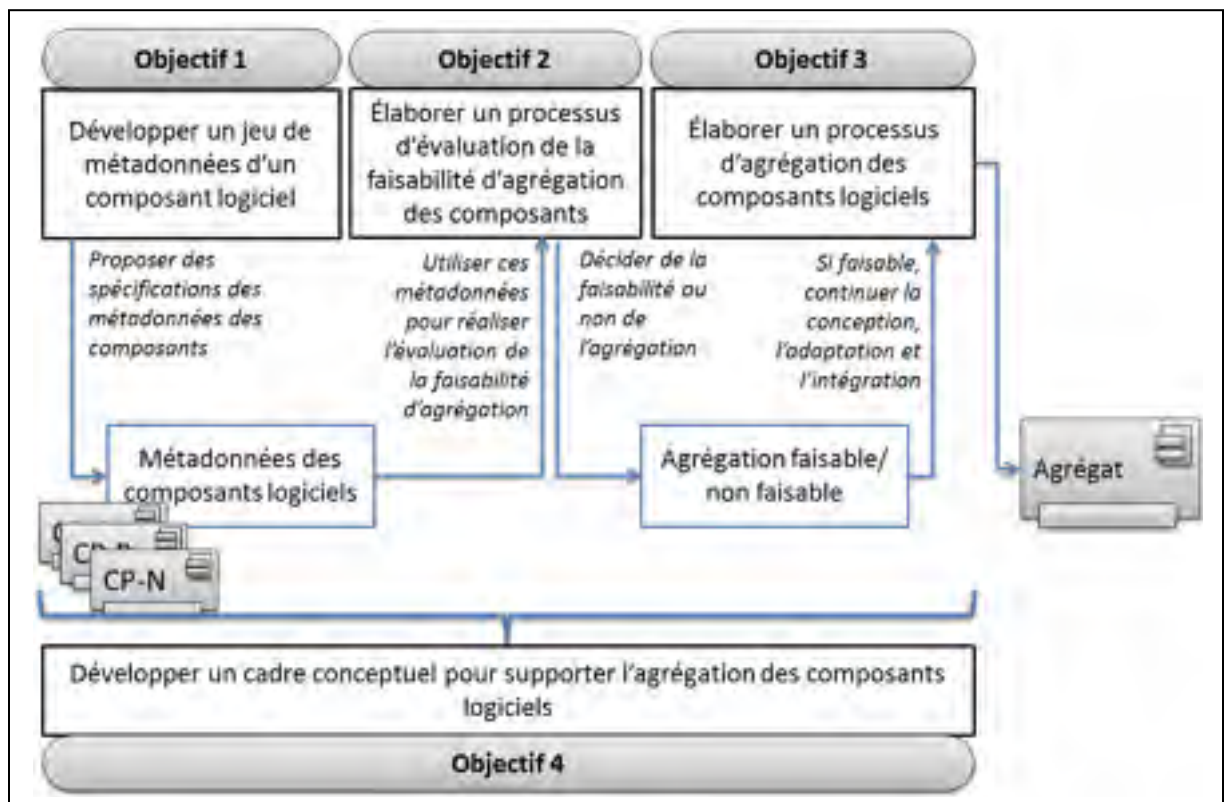 Objectif 1
Objectif 2
Objectif 3
Développer un jeu de
métadonnées d'un
composant logiciel
Élaborer un processus
d'évaluation de la
faisabilité d'agrégation
des composants
Élaborer un processus
d'agrégation des
composants logiciels
Proposer des
spécifications des
métadonnées des
composants
Utiliser ces
métadonnées
pour réaliser
l'évaluation de
la faisabilité
d'agrégation
Décider de la
faisabilité ou
non de
l'agrégation
Si faisable,
continuer la
conception,
l'adaptation et
l'intégration
Métadonnées des
composants logiciels
Agrégation faisable/
non faisable
Agrégat
CP-N
Développer un cadre conceptuel pour supporter l'agrégation des composants
logiciels
Objectif 4